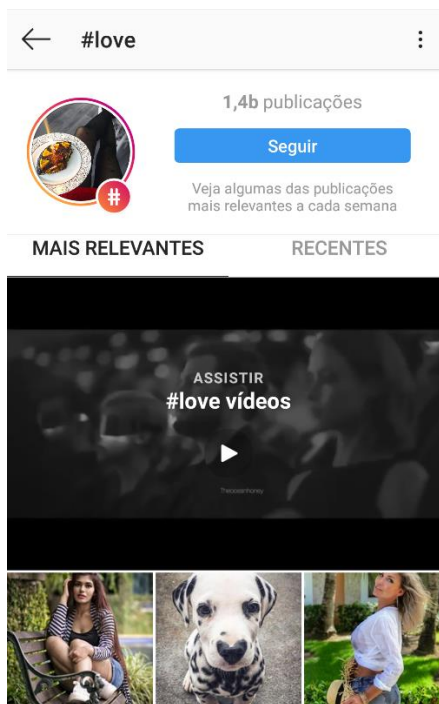 #love
1,4b publicações
Seguir
#
Veja algumas das publicações
mais relevantes a cada semana
MAIS RELEVANTES
RECENTES
ASSISTIR
#love vídeos